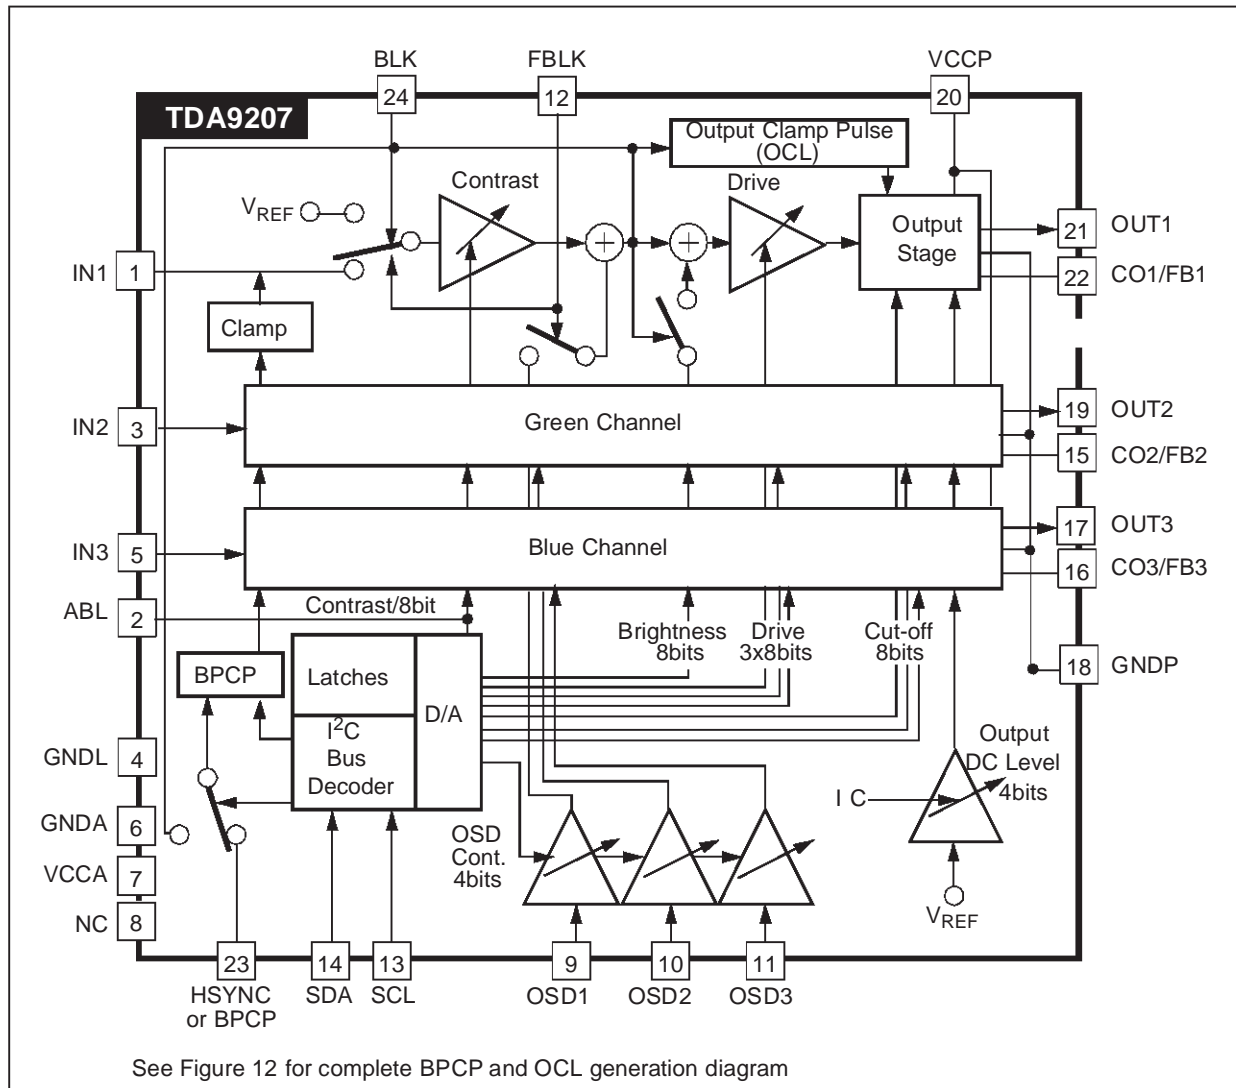 BLK
FBLK
VCCP
24
12
20
TDA9207
Output Clamp Pulse
(OCL)
Contrast
Drive
VREF
Output
Stage
21
OUT1
IN1
1
22
CO1/FB1
+
+
Clamp
IN2
3
Green Channel
19
OUT2
15
CO2/FB2
IN3
5
Blue Channel
17
OUT3
16
CO3/FB3
ABL
2
Contrast/8bit
Brightness
8bits
Drive
3x8bits
Cut-off
8bits
18
GNDP
BPCP
Latches
D/A
I2C
Bus
Decoder
GNDL
4
Output
DC Level
4bits
I C
GNDA
6
OSD
Cont.
4bits
VCCA
7
NC
8
VREF
23
14
13
9
10
11
HSYNC
or BPCP
SDA
SCL
OSD1
OSD2
OSD3
See Figure 12 for complete BPCP and OCL generation diagram